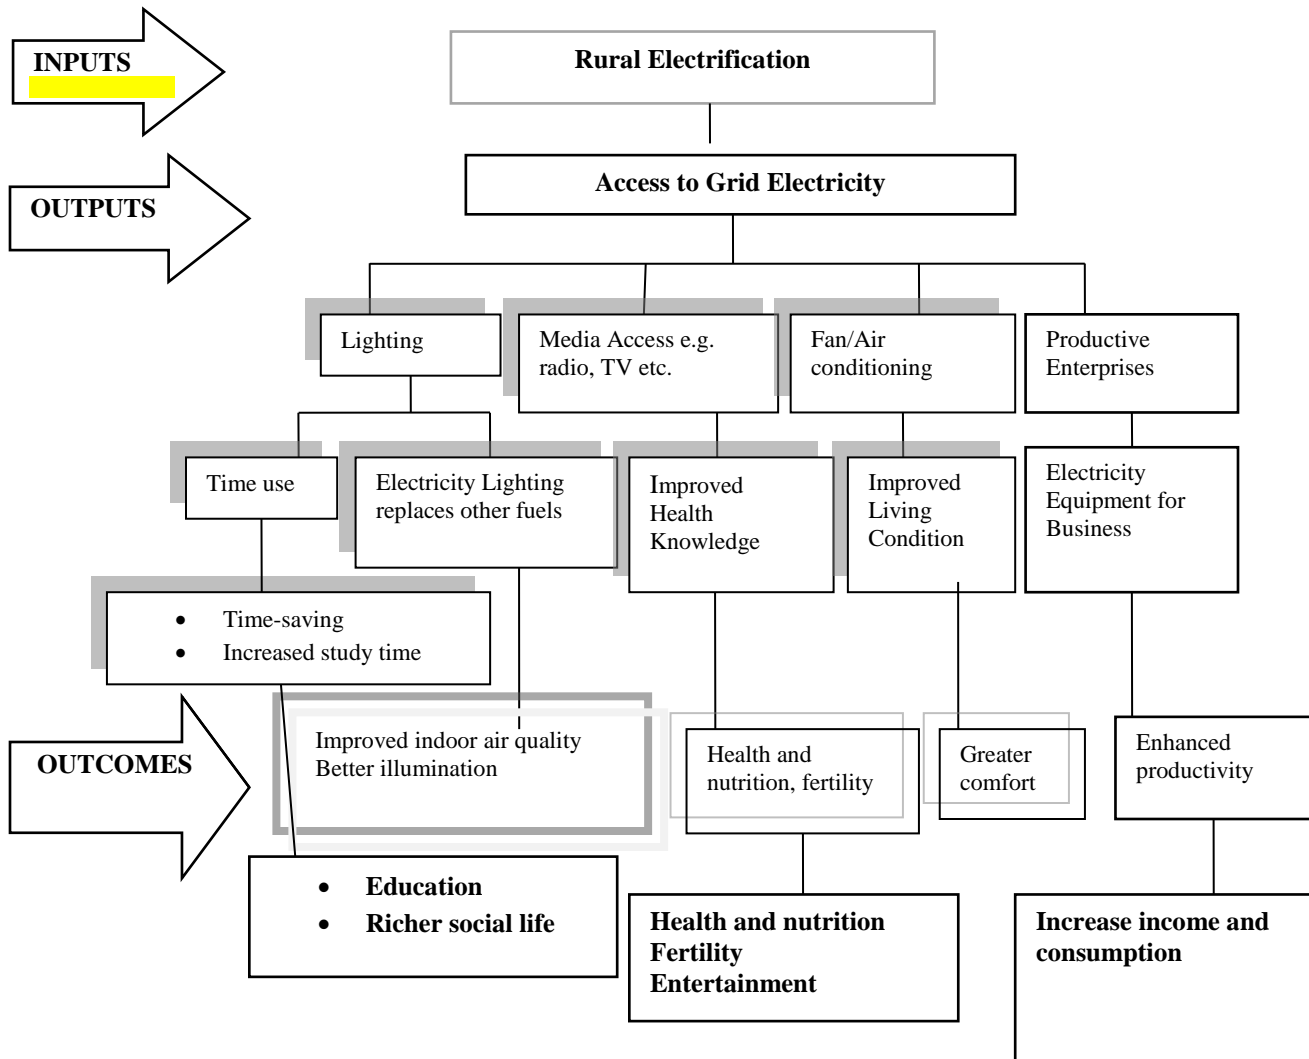 INPUTS
Rural Electrification
Access to Grid Electricity
OUTPUTS
Lighting
Media Access e.g.
radio, TV etc.
Fan/Air
conditioning
Productive
Enterprises
Time use
Electricity Lighting
replaces other fuels
Improved
Health
Knowledge
Improved
Living
Condition
Electricity
Equipment for
Business
• Time-saving
• Increased study time
OUTCOMES
Improved indoor air quality
Better illumination
Health and
nutrition, fertility
Greater
comfort
Enhanced
productivity
• Education
• Richer social life
Health and nutrition
Fertility
Entertainment
Increase income and
consumption